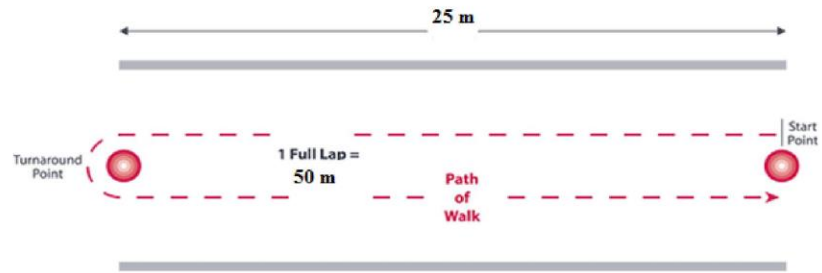 25 m
Start
Point
Turnaround
Point
1 Full Lap =
50 m
Path
of
Walk